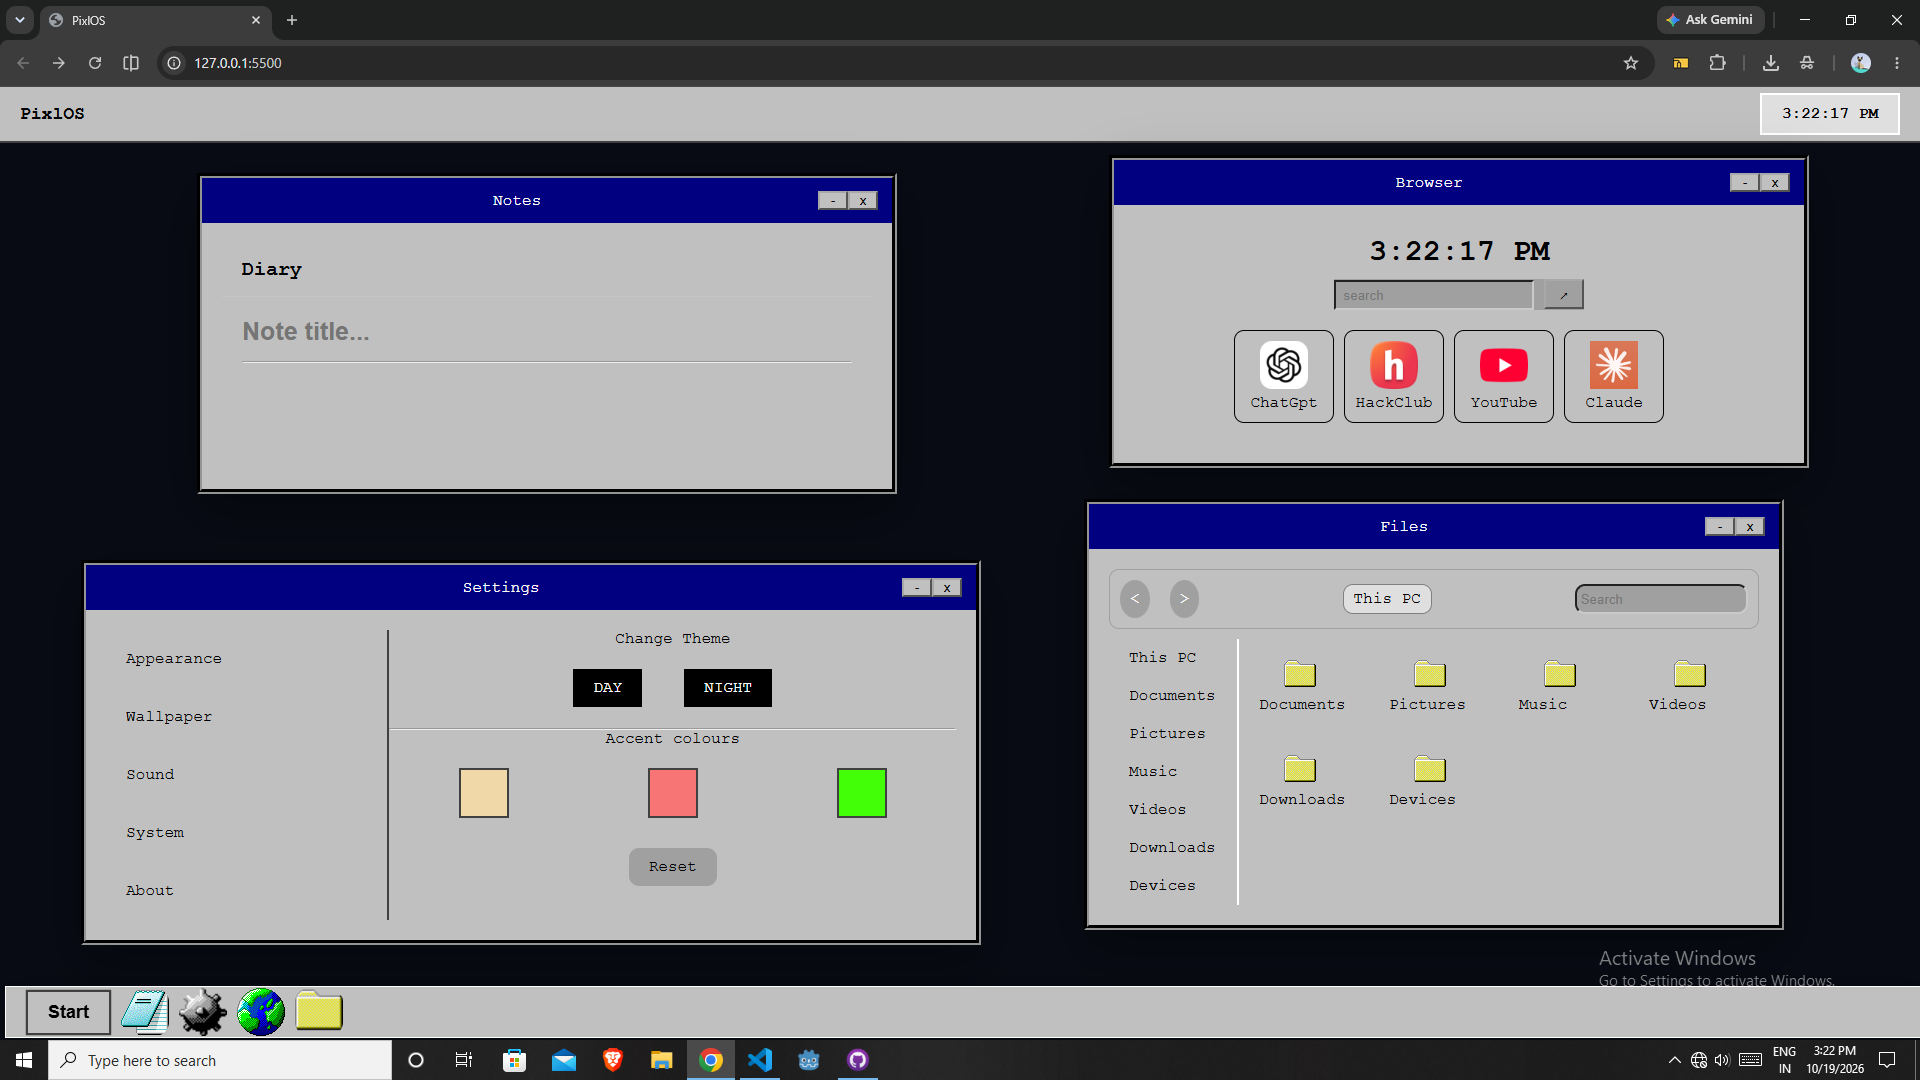 PixlOS
Ask Gemini
127.0.0.1:5500
PixlOS
3:22:17 PM
Notes
- x
Diary
Note title...
Browser
- x
3:22:17 PM
search
ChatGpt
HackClub
YouTube
Claude
Settings
- x
Appearance
Wallpaper
Sound
System
About
Change Theme
DAY
NIGHT
Accent colours
Reset
Files
- x
< >
This PC
Search
This PC
Documents
Pictures
Music
Videos
Downloads
Devices
Documents
Pictures
Music
Videos
Downloads
Devices
Activate Windows
Go to Settings to activate Windows.
Start
Type here to search
ENG
IN
3:22 PM
10/19/2026